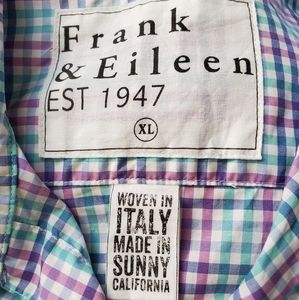 Frank
& Eileen
EST 1947
XL
WOVEN IN
ITALY
MADE IN
SUNNY
CALIFORNIA